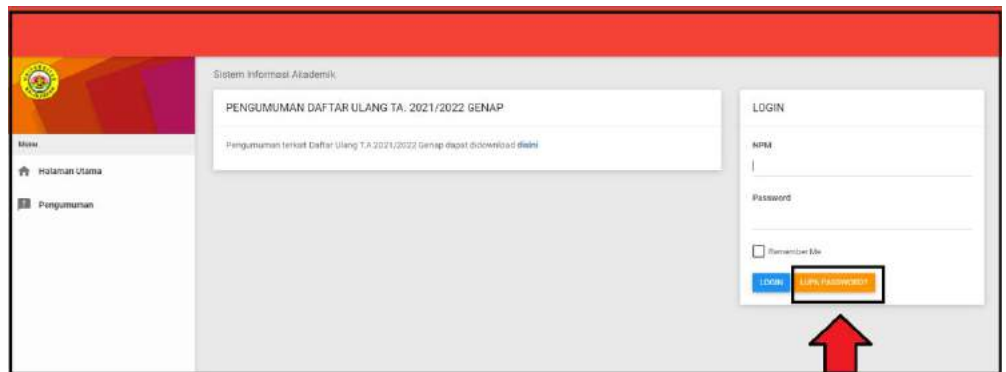 Sistem Informasi Akademik
PENGUMUMAN DAFTAR ULANG TA. 2021/2022 GENAP
Pengumuman terkait Daftar Ulang T.A 2021/2022 Genap dapat didownload disini
Menu
Halaman Utama
Pengumuman
LOGIN
NPM
Password
Remember Me
LOGIN
LUPA PASSWORD?